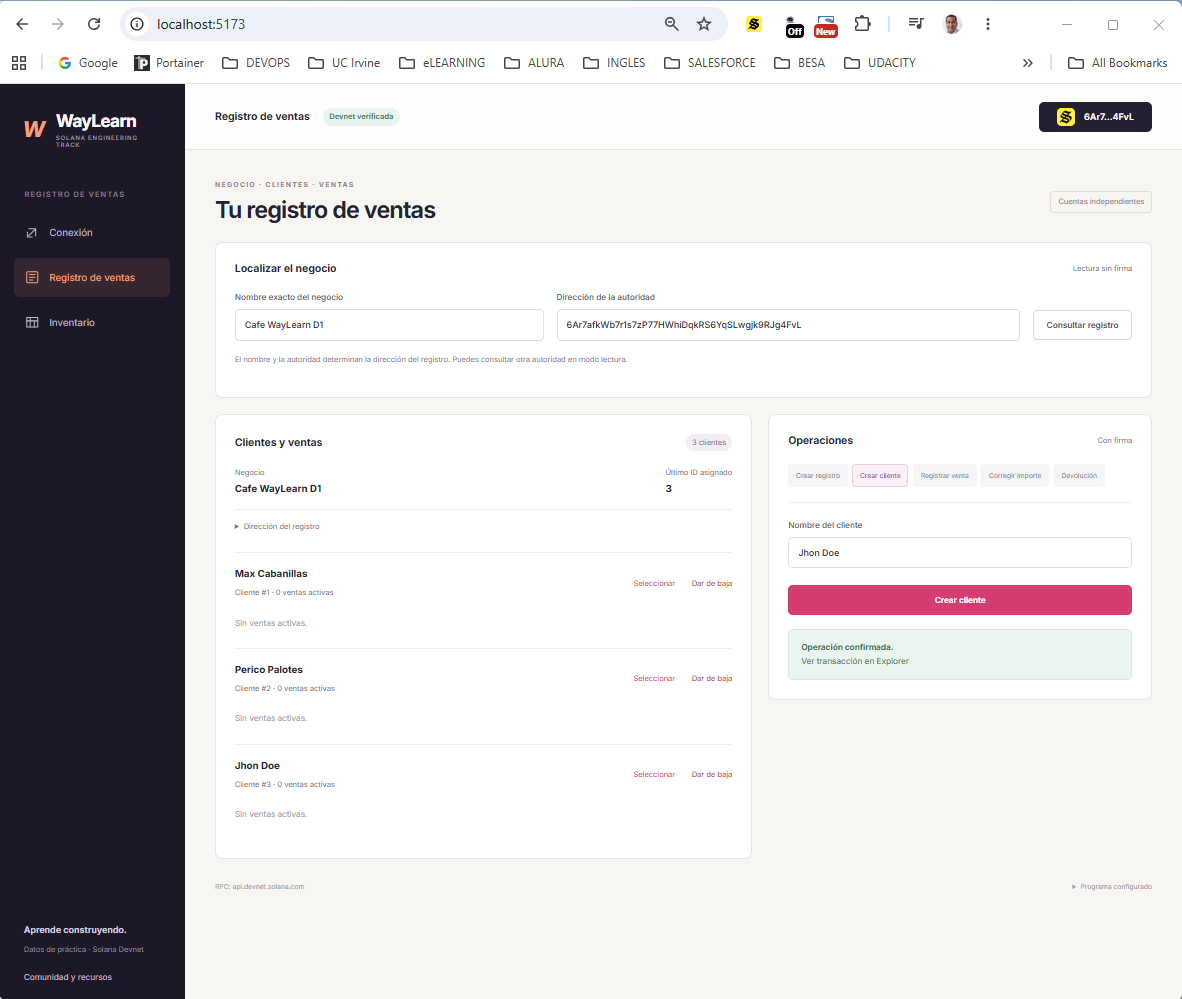 localhost:5173
Off
New
Google
Portainer
DEVOPS
UC Irvine
eLEARNING
ALURA
INGLES
SALESFORCE
BESA
UDACITY
All Bookmarks
W WayLearn
SOLANA ENGINEERING
TRACK
REGISTRO DE VENTAS
Conexión
Registro de ventas
Inventario
Aprende construyendo.
Datos de práctica · Solana Devnet
Comunidad y recursos
Registro de ventas
Devnet verificada
6Ar7...4FvL
NEGOCIO · CLIENTES · VENTAS
Tu registro de ventas
Cuentas independientes
Localizar el negocio
Lectura sin firma
Nombre exacto del negocio
Dirección de la autoridad
Cafe WayLearn D1
6Ar7afkWb7r1s7zP77HWhiDqkRS6YqSLwgjk9RJg4FvL
Consultar registro
El nombre y la autoridad determinan la dirección del registro. Puedes consultar otra autoridad en modo lectura.
Clientes y ventas
3 clientes
Negocio
Último ID asignado
Cafe WayLearn D1
3
Dirección del registro
Max Cabanillas
Cliente #1 · 0 ventas activas
Seleccionar
Dar de baja
Sin ventas activas.
Perico Palotes
Cliente #2 · 0 ventas activas
Seleccionar
Dar de baja
Sin ventas activas.
Jhon Doe
Cliente #3 · 0 ventas activas
Seleccionar
Dar de baja
Sin ventas activas.
Operaciones
Con firma
Crear registro
Crear cliente
Registrar venta
Corregir importe
Devolución
Nombre del cliente
Jhon Doe
Crear cliente
Operación confirmada.
Ver transacción en Explorer
RPC: api.devnet.solana.com
Programa configurado